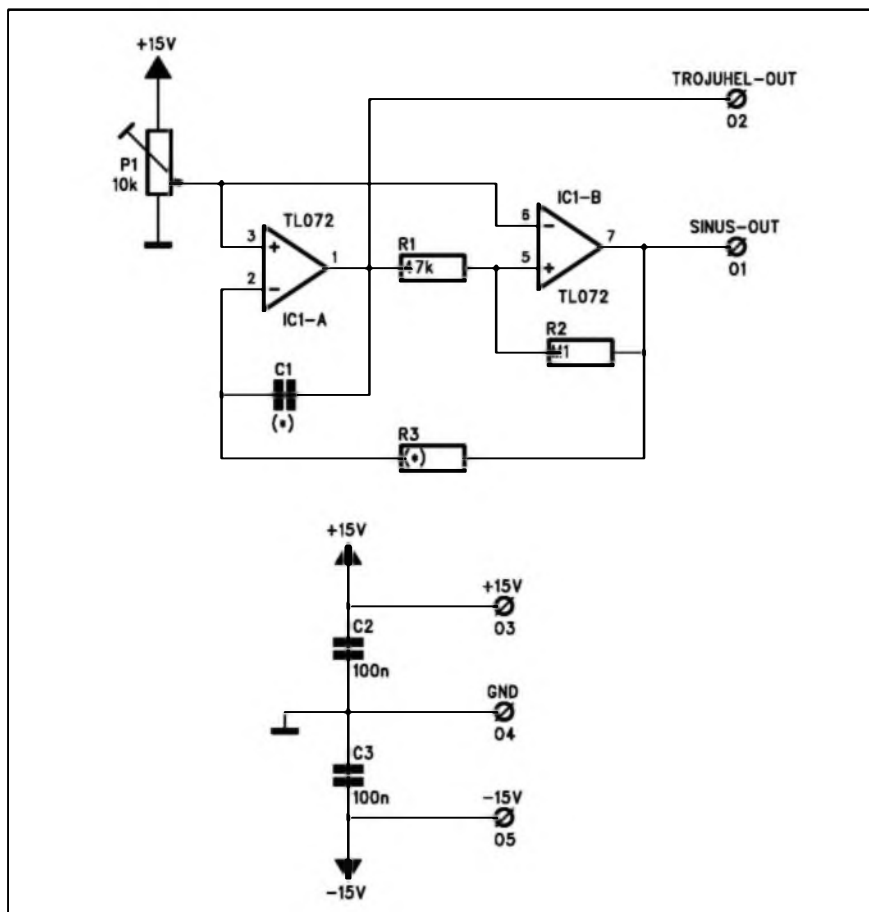 +15V
TROJUHEL-OUT
O2
P1
10k
IC1-B
TL072
6
7
SINUS-OUT
3
R1
1
47k
5
O1
2
TL072
IC1-A
R2
M1
C1
(*)
R3
(*)
+15V
+15V
C2
O3
100n
GND
O4
C3
100n
-15V
O5
-15V